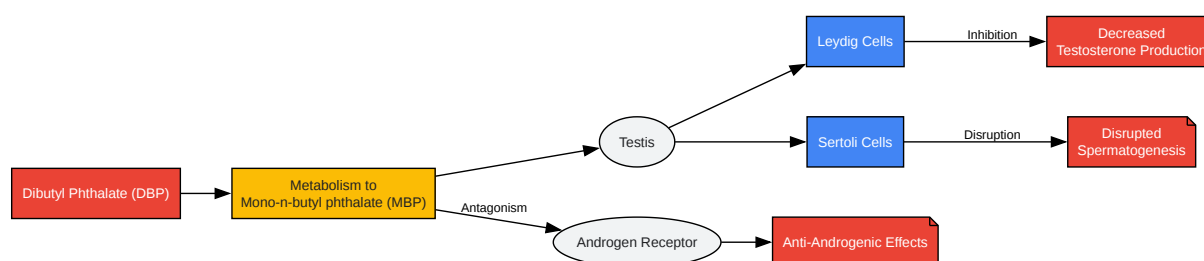 Dibutyl Phthalate (DBP)
Metabolism to
Mono-n-butyl phthalate (MBP)
Antagonism
Testis
Androgen Receptor
Leydig Cells
Sertoli Cells
Anti-Androgenic Effects
Inhibition
Disruption
Decreased
Testosterone Production
Disrupted
Spermatogenesis